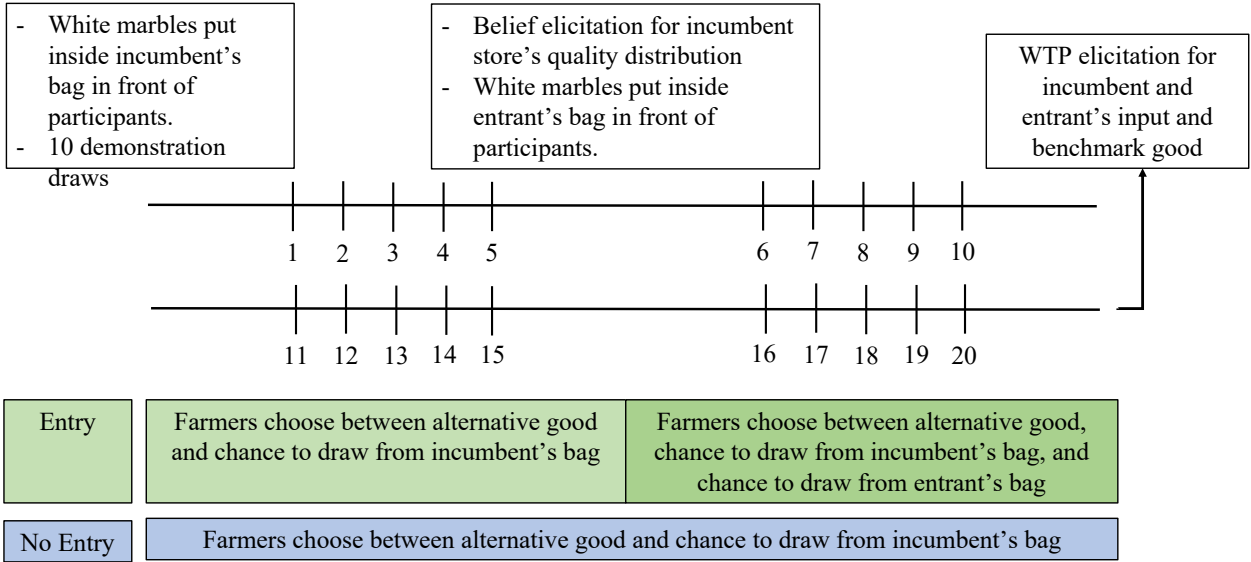 - White marbles put
inside incumbent's
bag in front of
participants.
- 10 demonstration
draws
- Belief elicitation for incumbent
store's quality distribution
- White marbles put inside
entrant's bag in front of
participants.
WTP elicitation for
incumbent and
entrant's input and
benchmark good
1 2 3 4 5 6 7 8 9 10
11 12 13 14 15 16 17 18 19 20
Entry
Farmers choose between alternative good
and chance to draw from incumbent's bag
Farmers choose between alternative good,
chance to draw from incumbent's bag, and
chance to draw from entrant's bag
No Entry
Farmers choose between alternative good and chance to draw from incumbent's bag